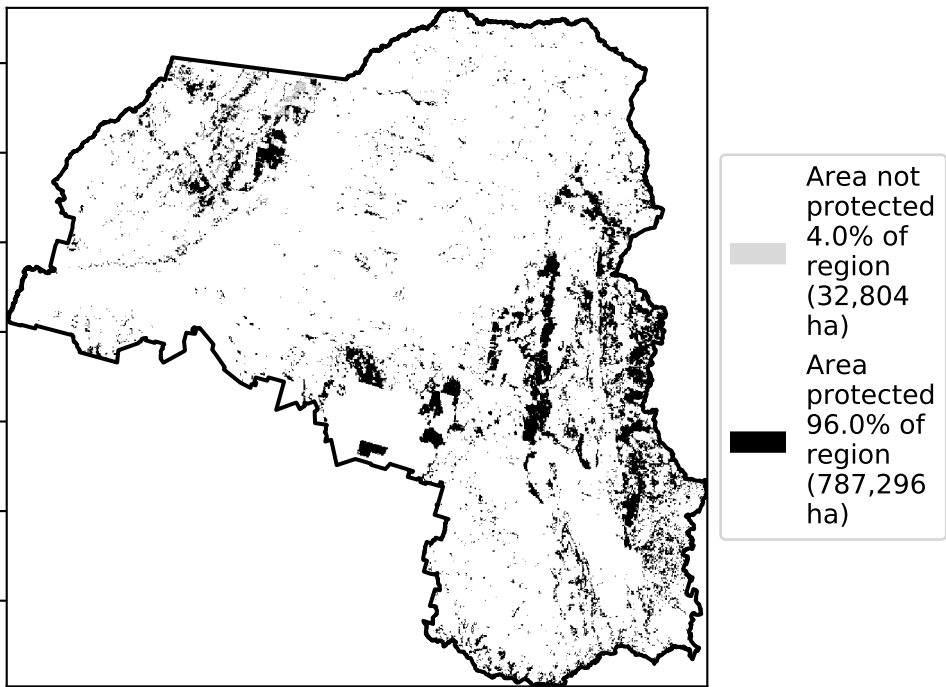 Area not
protected
4.0% of
region
(32,804
ha)
Area
protected
96.0% of
region
(787,296
ha)